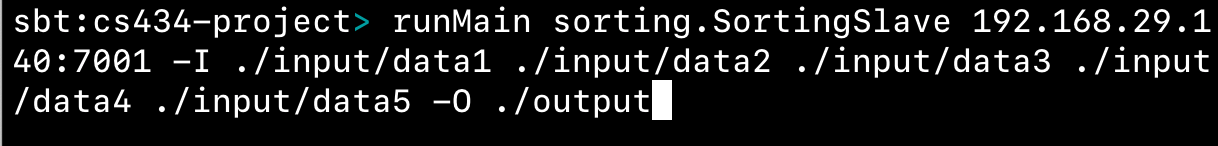 sbt:cs434-project> runMain sorting.SortingSlave 192.168.29.1
40:7001 -I ./input/data1 ./input/data2 ./input/data3 ./input
/data4 ./input/data5 -O ./output